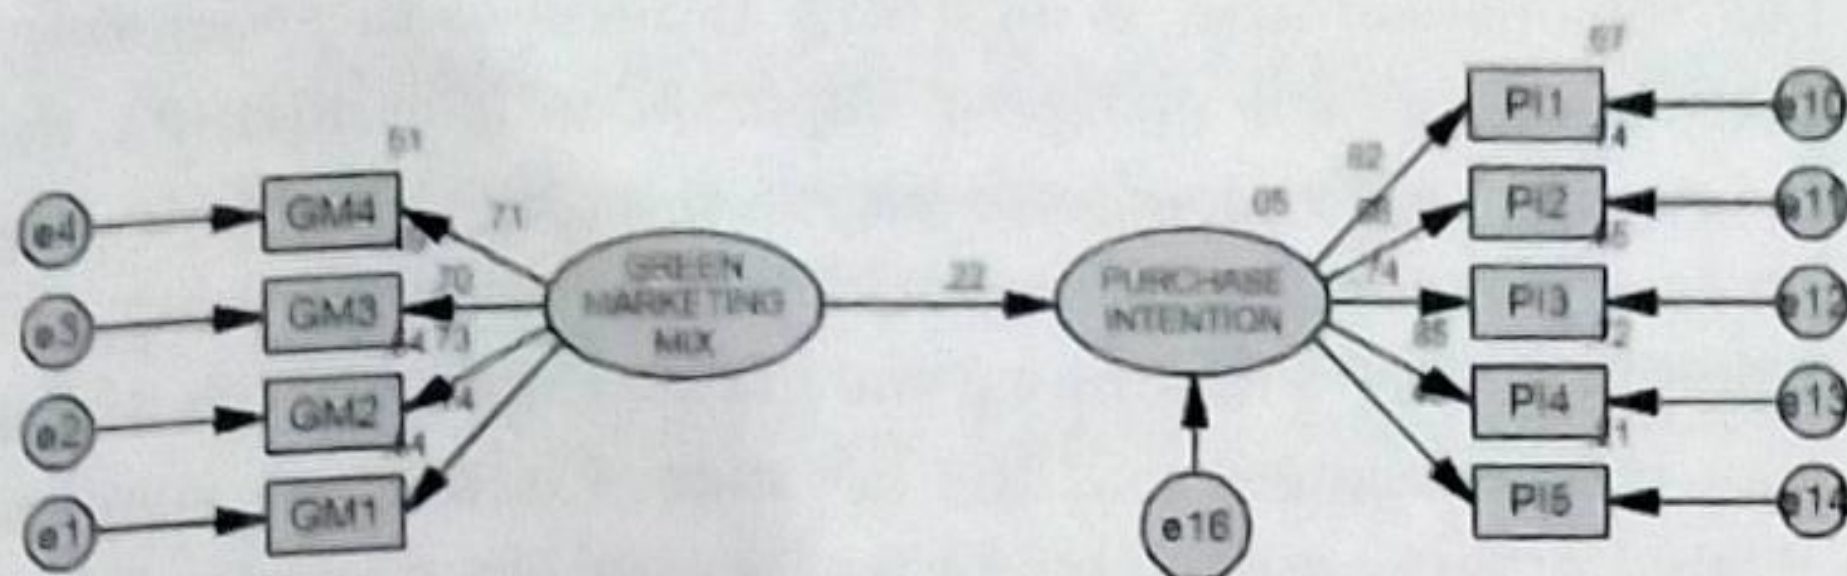 67
PI1
e10
82
61
e4
GM4
71
05
PI2
e11
e3
GM3
70
GREEN
MARKETING
MIX
22
PURCHASE
INTENTION
74
PI3
e12
73
e2
GM2
85
PI4
e13
e1
GM1
PI5
e14
e16